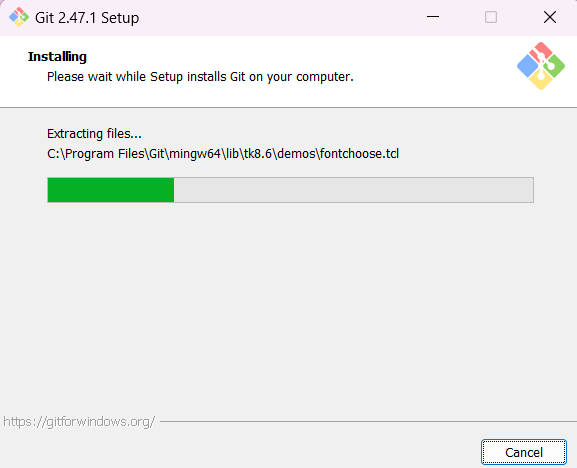 Git 2.47.1 Setup
Installing
Please wait while Setup installs Git on your computer.
Extracting files...
C:\Program Files\Git\mingw64\lib\tk8.6\demos\fontchoose.tcl
https://gitforwindows.org/
Cancel